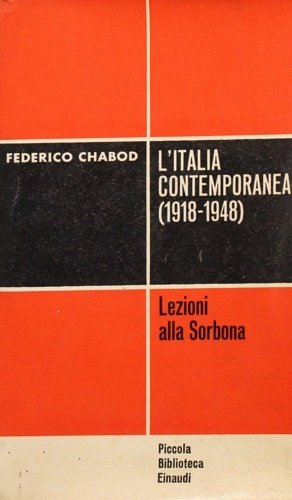 FEDERICO CHABOD
L'ITALIA
CONTEMPORANEA
(1918-1948)
Lezioni
alla Sorbona
Piccola
Biblioteca
Einaudi